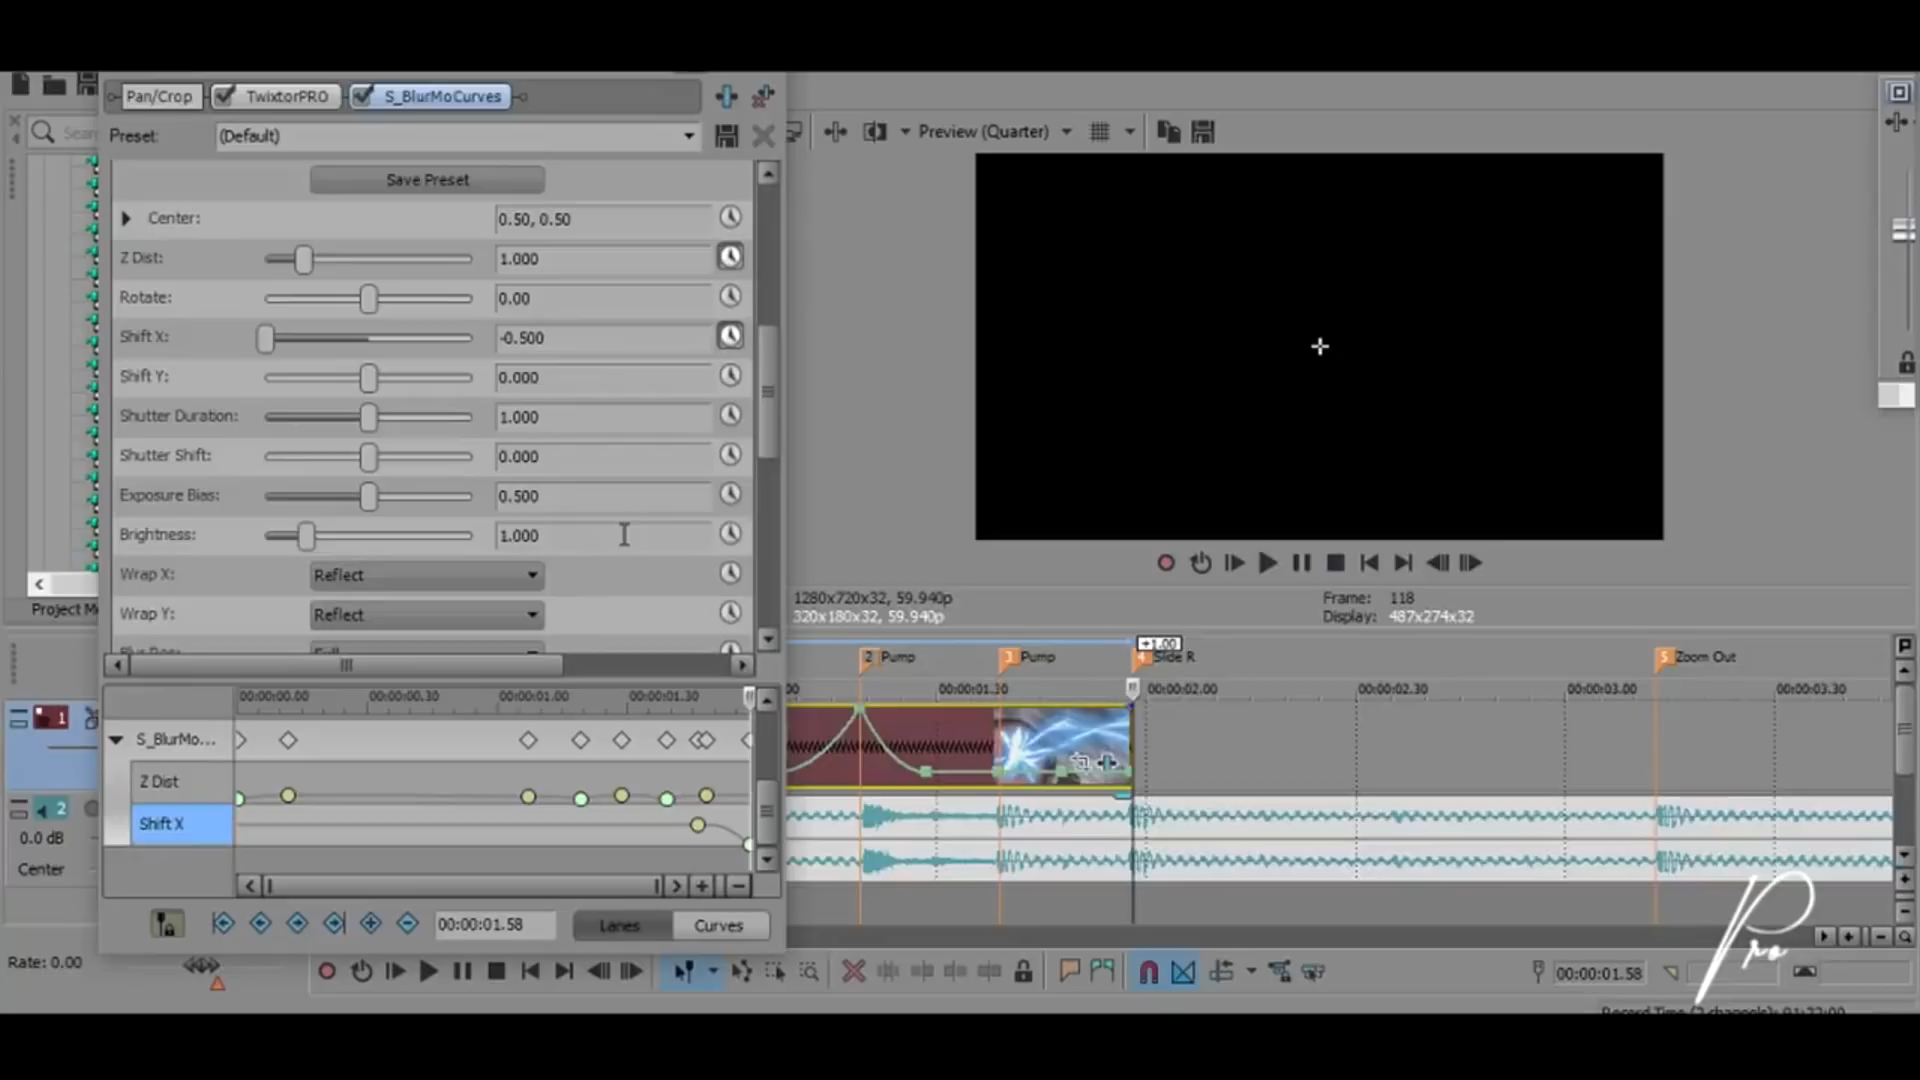 Pan/Crop TwixtorPRO S_BlurMoCurves
Preset: (Default)
Preview (Quarter)
Save Preset
Center: 0.50, 0.50
Z Dist: 1.000
Rotate: 0.00
Shift X: -0.500
Shift Y: 0.000
Shutter Duration: 1.000
Shutter Shift: 0.000
Exposure Bias: 0.500
Brightness: 1.000
Wrap X: Reflect
Wrap Y: Reflect
Project M
1280x720x32, 59.940p
320x180x32, 59.940p
Frame: 118
Display: 487x274x32
+1.00
2 Pump 3 Pump 4 Slide R 5 Zoom Out
00:00:00.00 00:00:00.30 00:00:01.00 00:00:01.30
00:00:01.30 00:00:02.00 00:00:02.30 00:00:03.00 00:00:03.30
1
S_BlurMo...
Z Dist
Shift X
2
0.0 dB
Center
00:00:01.58 Lanes Curves
Rate: 0.00
00:00:01.58
Pro